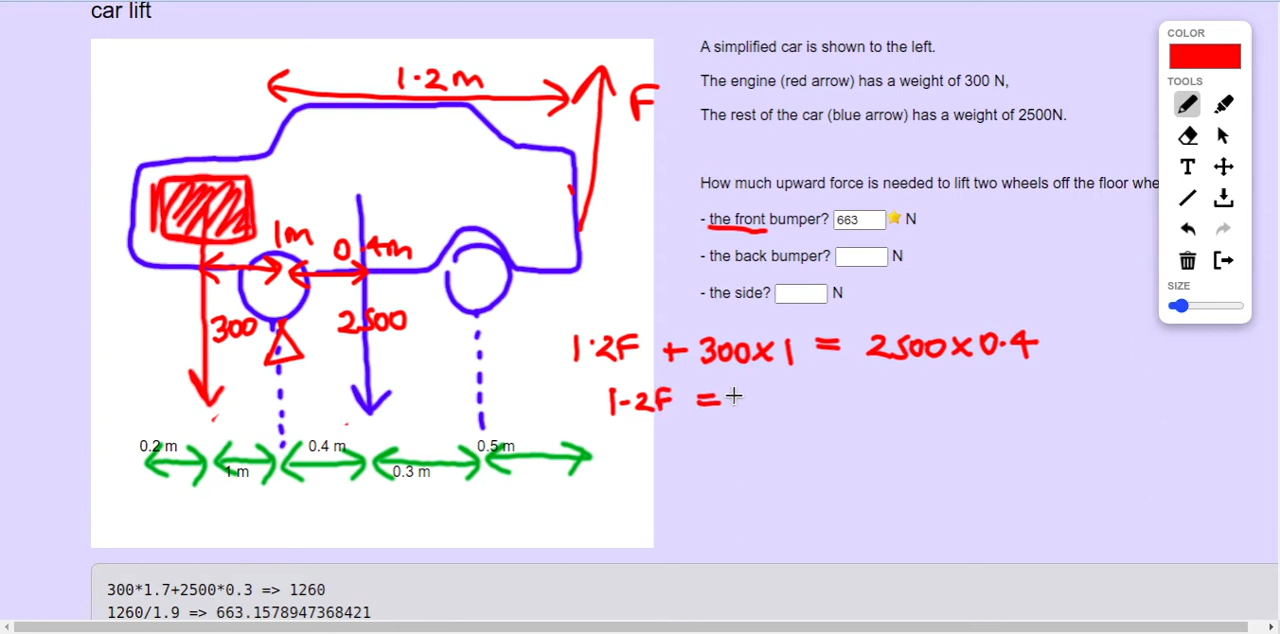 car lift
1.2m
F
1m
0.4m
300
2500
0.2 m
1 m
0.4 m
0.3 m
0.5 m
A simplified car is shown to the left.
The engine (red arrow) has a weight of 300 N,
The rest of the car (blue arrow) has a weight of 2500N.
How much upward force is needed to lift two wheels off the floor whe
- the front bumper? 663 N
- the back bumper? N
- the side? N
1.2F + 300×1 = 2500×0.4
1.2F =
COLOR
TOOLS
T
SIZE
300*1.7+2500*0.3 => 1260
1260/1.9 => 663.1578947368421